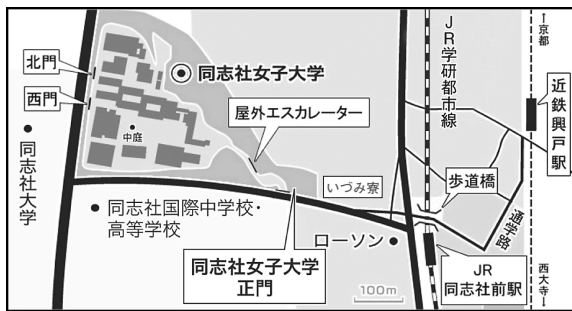 北門
西門
同志社女子大学
中庭
屋外エスカレーター
同志社大学
同志社国際中学校・
高等学校
同志社女子大学
正門
いづみ寮
ローソン
JR学研都市線
歩道橋
通学路
JR
同志社前駅
←京都
近鉄興戸駅
西大寺→
100m